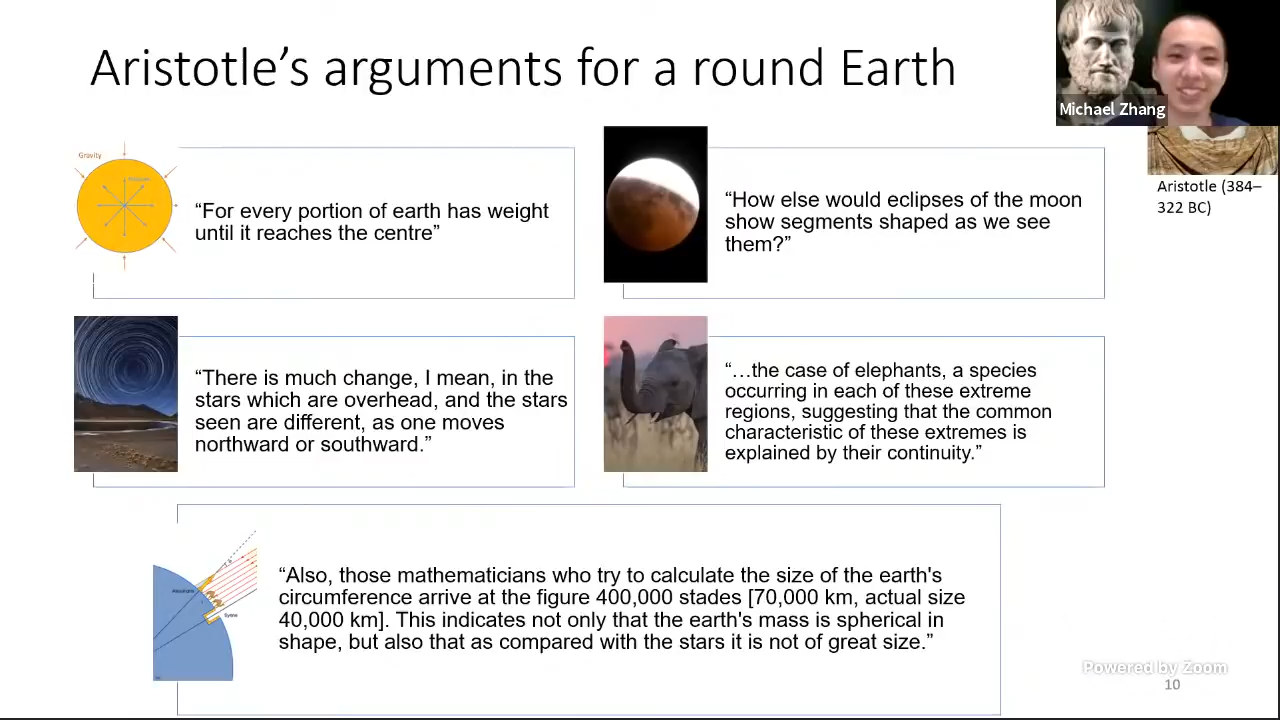 Aristotle’s arguments for a round Earth
Michael Zhang
Aristotle (384–
322 BC)
Gravity
“For every portion of earth has weight
until it reaches the centre”
“How else would eclipses of the moon
show segments shaped as we see
them?”
“There is much change, I mean, in the
stars which are overhead, and the stars
seen are different, as one moves
northward or southward.”
“…the case of elephants, a species
occurring in each of these extreme
regions, suggesting that the common
characteristic of these extremes is
explained by their continuity.”
Alexandria
Syene
“Also, those mathematicians who try to calculate the size of the earth's
circumference arrive at the figure 400,000 stades [70,000 km, actual size
40,000 km]. This indicates not only that the earth's mass is spherical in
shape, but also that as compared with the stars it is not of great size.”
Powered by Zoom
10